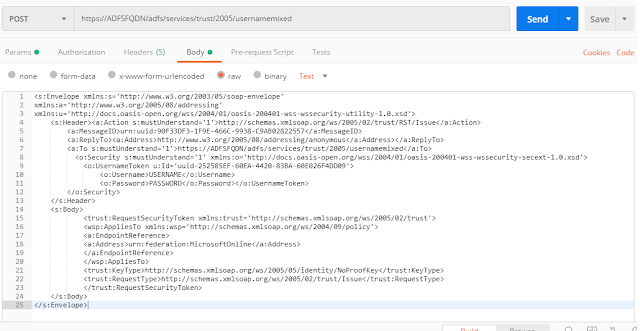 POST https://ADFSFQDN/adfs/services/trust/2005/usernamemixed Send Save
Params Authorization Headers (5) Body Pre-request Script Tests Cookies Code
none form-data x-www-form-urlencoded raw binary Text
1 <s:Envelope xmlns:s='http://www.w3.org/2003/05/soap-envelope'
2 xmlns:a='http://www.w3.org/2005/08/addressing'
3 xmlns:u='http://docs.oasis-open.org/wss/2004/01/oasis-200401-wss-wssecurity-utility-1.0.xsd'>
4 <s:Header><a:Action s:mustUnderstand='1'>http://schemas.xmlsoap.org/ws/2005/02/trust/RST/Issue</a:Action>
5 <a:MessageID>urn:uuid:90F33DF3-1F9E-466C-9938-C9A802822557</a:MessageID>
6 <a:ReplyTo><a:Address>http://www.w3.org/2005/08/addressing/anonymous</a:Address></a:ReplyTo>
7 <a:To s:mustUnderstand='1'>https://ADFSFQDN/adfs/services/trust/2005/usernamemixed</a:To>
8 <o:Security s:mustUnderstand='1' xmlns:o='http://docs.oasis-open.org/wss/2004/01/oasis-200401-wss-wssecurity-secext-1.0.xsd'>
9 <o:UsernameToken u:Id='uuid-252585EF-60EA-4420-83BA-60E026F4DD09'>
10 <o:Username>USERNAME</o:Username>
11 <o:Password>PASSWORD</o:Password></o:UsernameToken>
12 </o:Security>
13 </s:Header>
14 <s:Body>
15 <trust:RequestSecurityToken xmlns:trust='http://schemas.xmlsoap.org/ws/2005/02/trust'>
16 <wsp:AppliesTo xmlns:wsp='http://schemas.xmlsoap.org/ws/2004/09/policy'>
17 <a:EndpointReference>
18 <a:Address>urn:federation:MicrosoftOnline</a:Address>
19 </a:EndpointReference>
20 </wsp:AppliesTo>
21 <trust:KeyType>http://schemas.xmlsoap.org/ws/2005/05/identity/NoProofKey</trust:KeyType>
22 <trust:RequestType>http://schemas.xmlsoap.org/ws/2005/02/trust/Issue</trust:RequestType>
23 </trust:RequestSecurityToken>
24 </s:Body>
25 </s:Envelope>
Build Browse